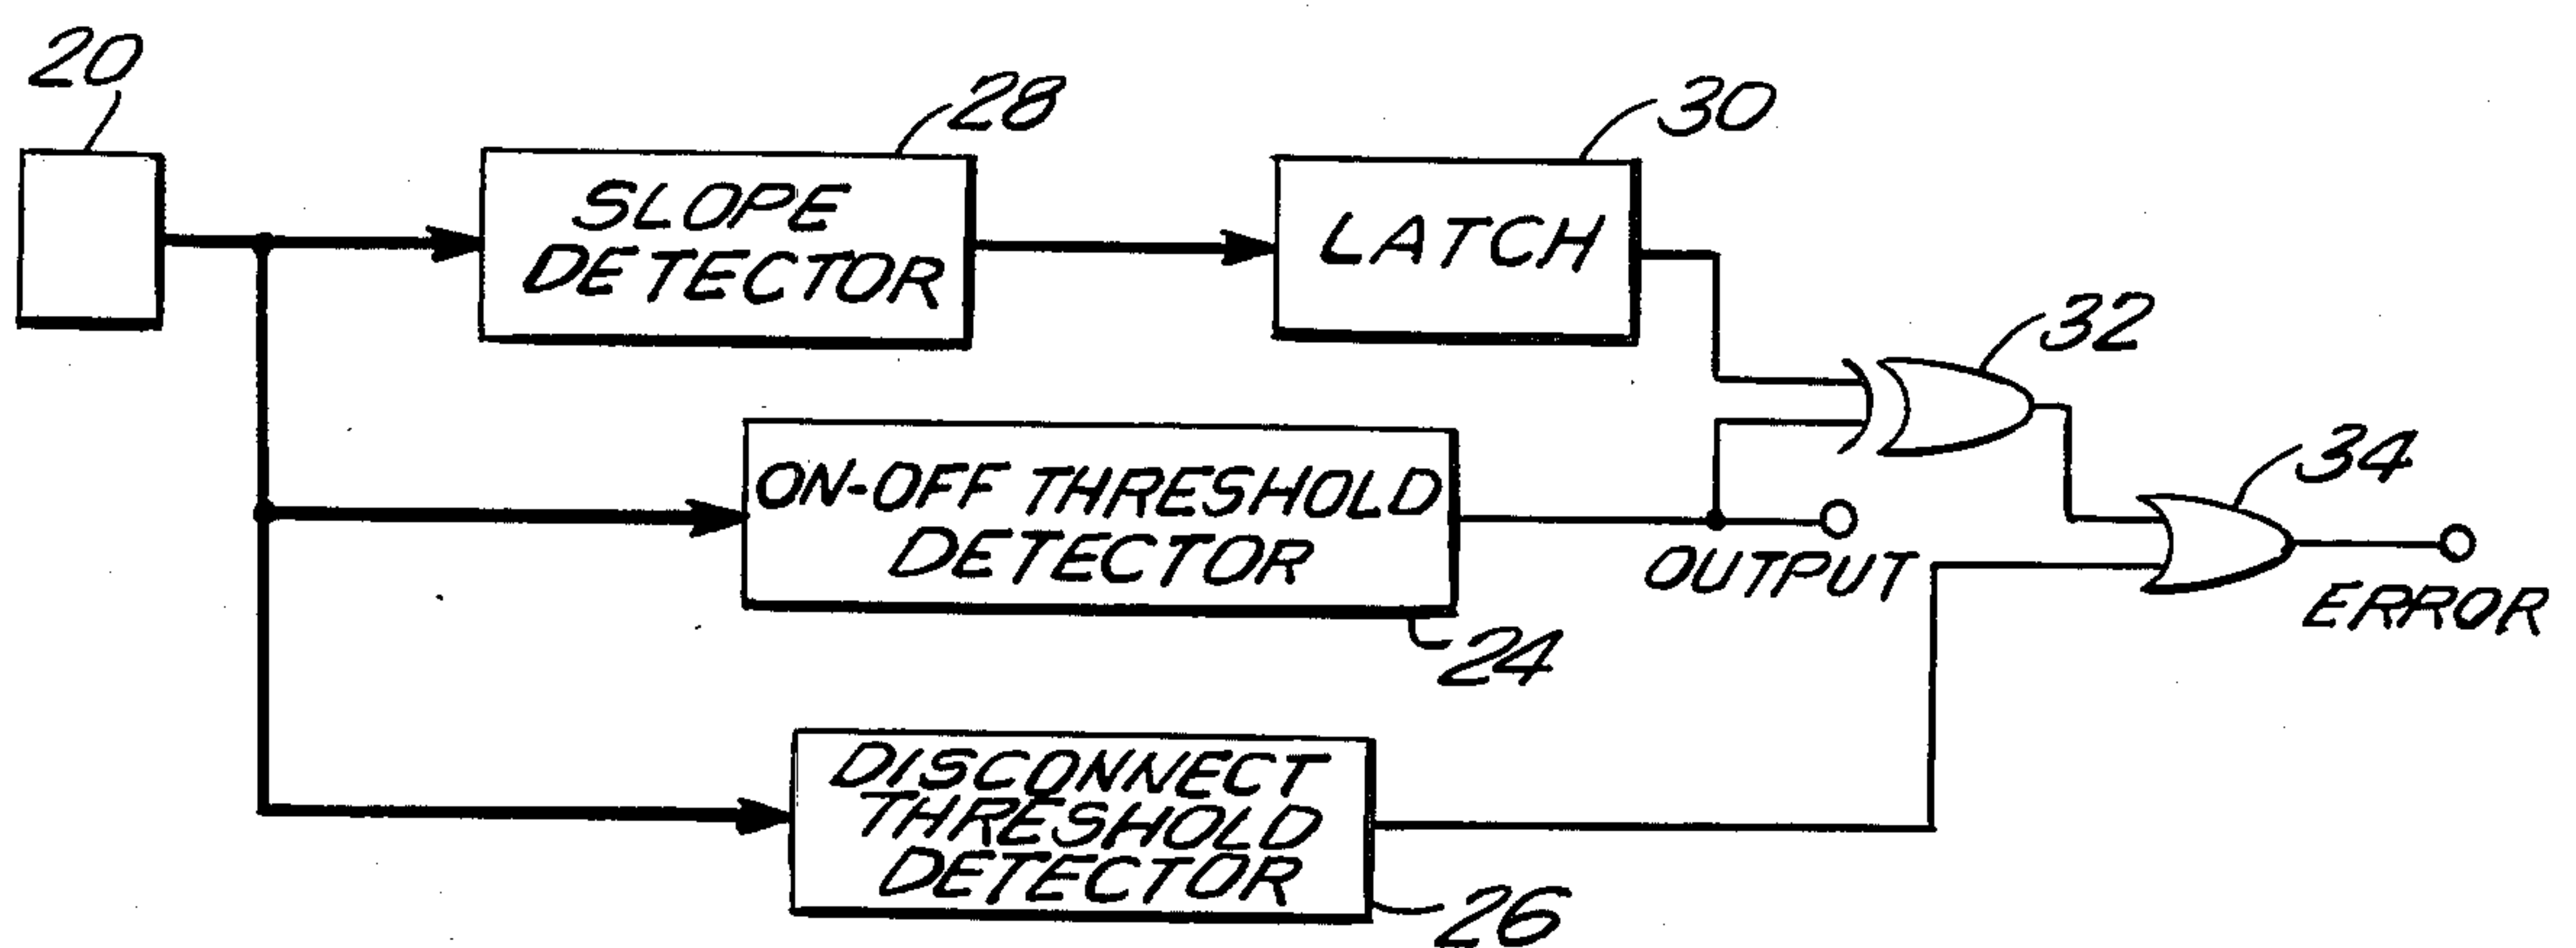 20
28
30
SLOPE
DETECTOR
LATCH
32
ON-OFF THRESHOLD
DETECTOR
34
OUTPUT
ERROR
24
DISCONNECT
THRESHOLD
DETECTOR
26